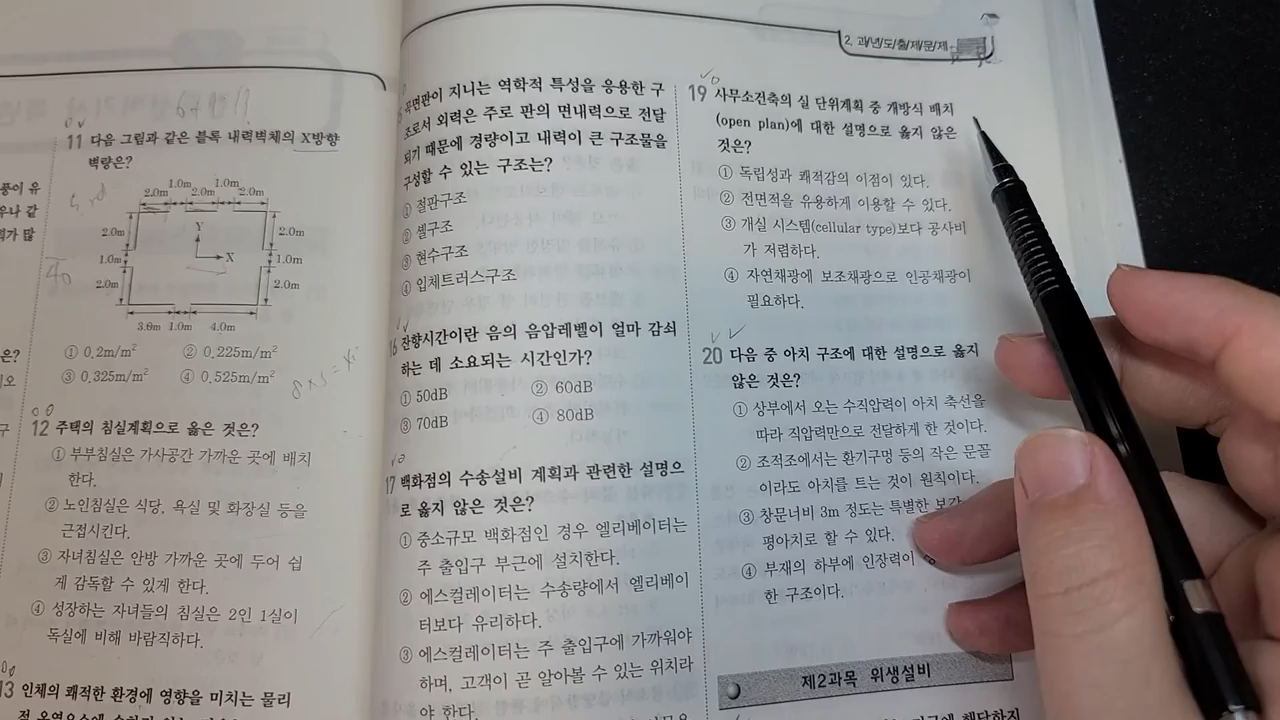 2. 과/년/도/출/제/문/제
11 다음 그림과 같은 블록 내력벽체의 X방향
벽량은?
1.0m 1.0m
2.0m 2.0m 2.0m
2.0m 2.0m
Y
X
1.0m 1.0m
2.0m 2.0m
3.0m 1.0m 4.0m
① 0.2m/m² ② 0.225m/m²
③ 0.325m/m² ④ 0.525m/m²
12 주택의 침실계획으로 옳은 것은?
① 부부침실은 가사공간 가까운 곳에 배치
한다.
② 노인침실은 식당, 욕실 및 화장실 등을
근접시킨다.
③ 자녀침실은 안방 가까운 곳에 두어 쉽
게 감독할 수 있게 한다.
④ 성장하는 자녀들의 침실은 2인 1실이
독실에 비해 바람직하다.
13 인체의 쾌적한 환경에 영향을 미치는 물리
곡면판이 지니는 역학적 특성을 응용한 구
조로서 외력은 주로 판의 면내력으로 전달
되기 때문에 경량이고 내력이 큰 구조물을
구성할 수 있는 구조는?
① 절판구조
② 셸구조
③ 현수구조
④ 입체트러스구조
16 잔향시간이란 음의 음압레벨이 얼마 감쇠
하는 데 소요되는 시간인가?
① 50dB ② 60dB
③ 70dB ④ 80dB
17 백화점의 수송설비 계획과 관련한 설명으
로 옳지 않은 것은?
① 중소규모 백화점인 경우 엘리베이터는
주 출입구 부근에 설치한다.
② 에스컬레이터는 수송량에서 엘리베이
터보다 유리하다.
③ 에스컬레이터는 주 출입구에 가까워야
하며, 고객이 곧 알아볼 수 있는 위치라
야 한다.
19 사무소건축의 실 단위계획 중 개방식 배치
(open plan)에 대한 설명으로 옳지 않은
것은?
① 독립성과 쾌적감의 이점이 있다.
② 전면적을 유용하게 이용할 수 있다.
③ 개실 시스템(cellular type)보다 공사비
가 저렴하다.
④ 자연채광에 보조채광으로 인공채광이
필요하다.
20 다음 중 아치 구조에 대한 설명으로 옳지
않은 것은?
① 상부에서 오는 수직압력이 아치 축선을
따라 직압력만으로 전달하게 한 것이다.
② 조적조에서는 환기구멍 등의 작은 문꼴
이라도 아치를 트는 것이 원칙이다.
③ 창문너비 3m 정도는 특별한
평아치로 할 수 있다.
④ 부재의 하부에 인장력이
한 구조이다.
제2과목 위생설비